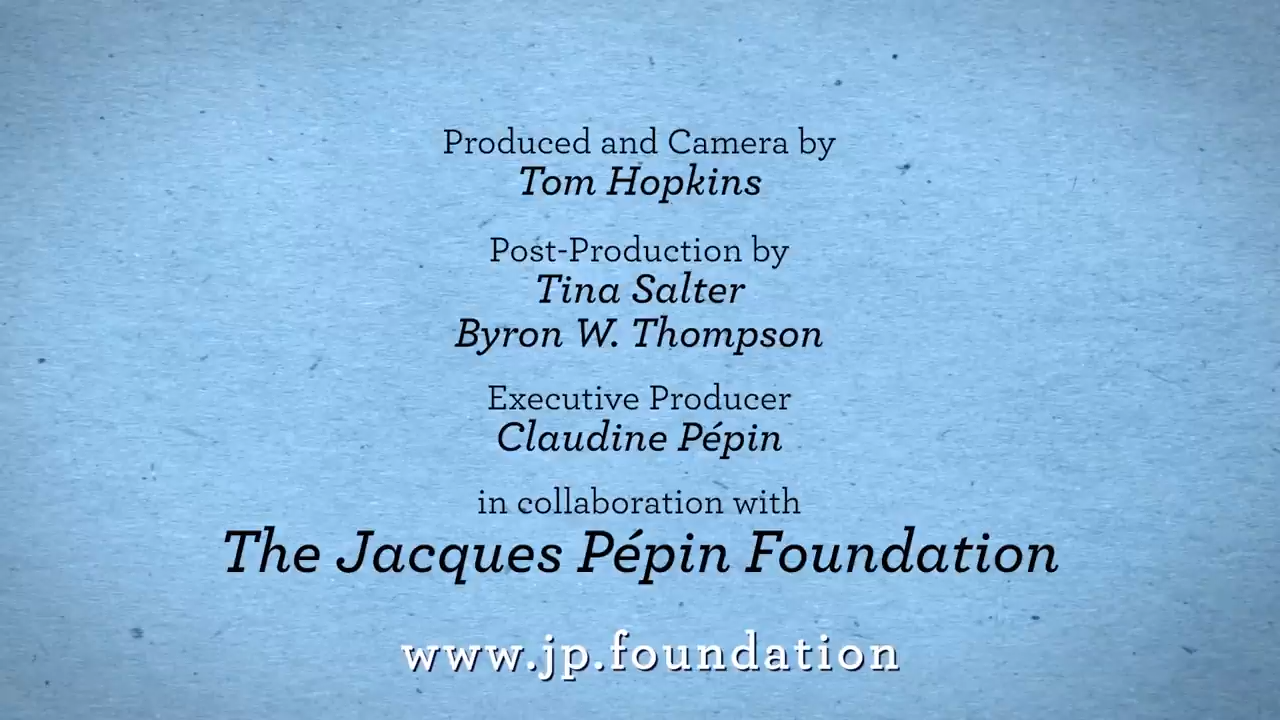 Produced and Camera by
Tom Hopkins
Post-Production by
Tina Salter
Byron W. Thompson
Executive Producer
Claudine Pépin
in collaboration with
The Jacques Pépin Foundation
www.jp.foundation